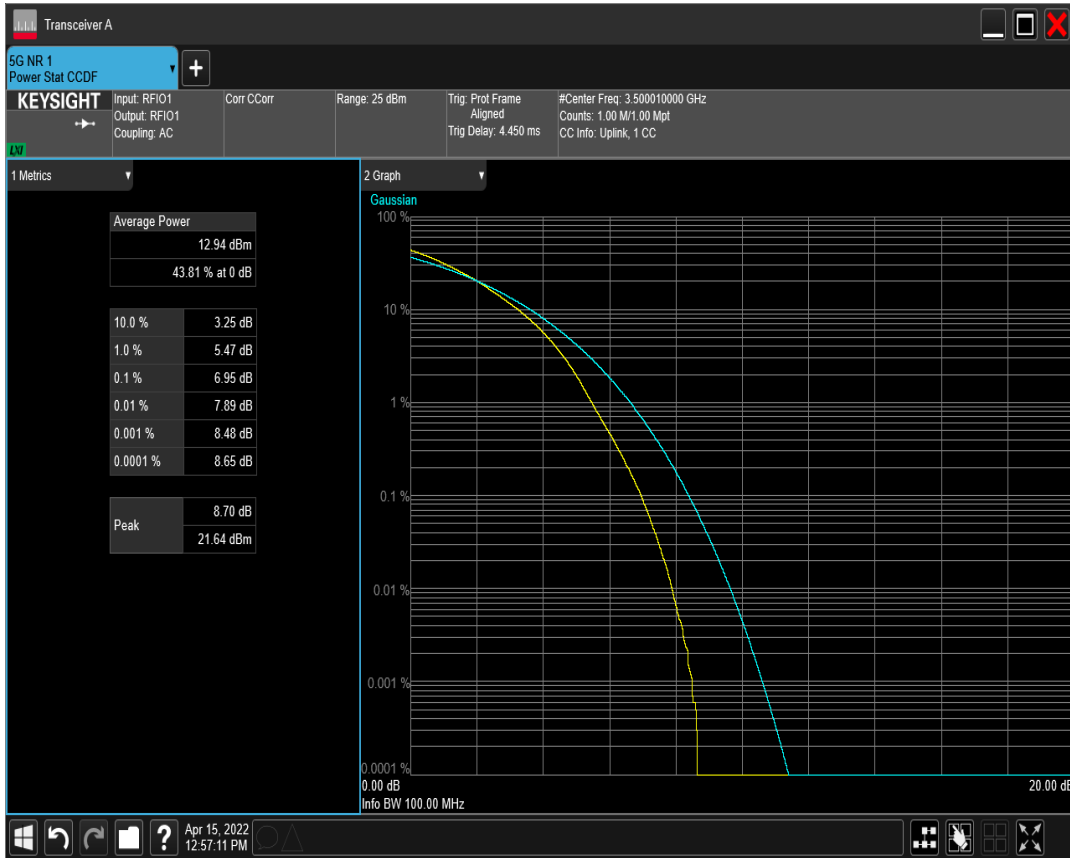 Transceiver A
5G NR 1
Power Stat CCDF
KEYSIGHT
LXI
Input: RFIO1
Output: RFIO1
Coupling: AC
Corr CCorr
Range: 25 dBm
Trig: Prot Frame
Aligned
Trig Delay: 4.450 ms
#Center Freq: 3.500010000 GHz
Counts: 1.00 M/1.00 Mpt
CC Info: Uplink, 1 CC
1 Metrics
Average Power
12.94 dBm
43.81 % at 0 dB
10.0 % 3.25 dB
1.0 % 5.47 dB
0.1 % 6.95 dB
0.01 % 7.89 dB
0.001 % 8.48 dB
0.0001 % 8.65 dB
Peak 8.70 dB
21.64 dBm
2 Graph
Gaussian
100 %
10 %
1 %
0.1 %
0.01 %
0.001 %
0.0001 %
0.00 dB 20.00 dB
Info BW 100.00 MHz
?
Apr 15, 2022
12:57:11 PM